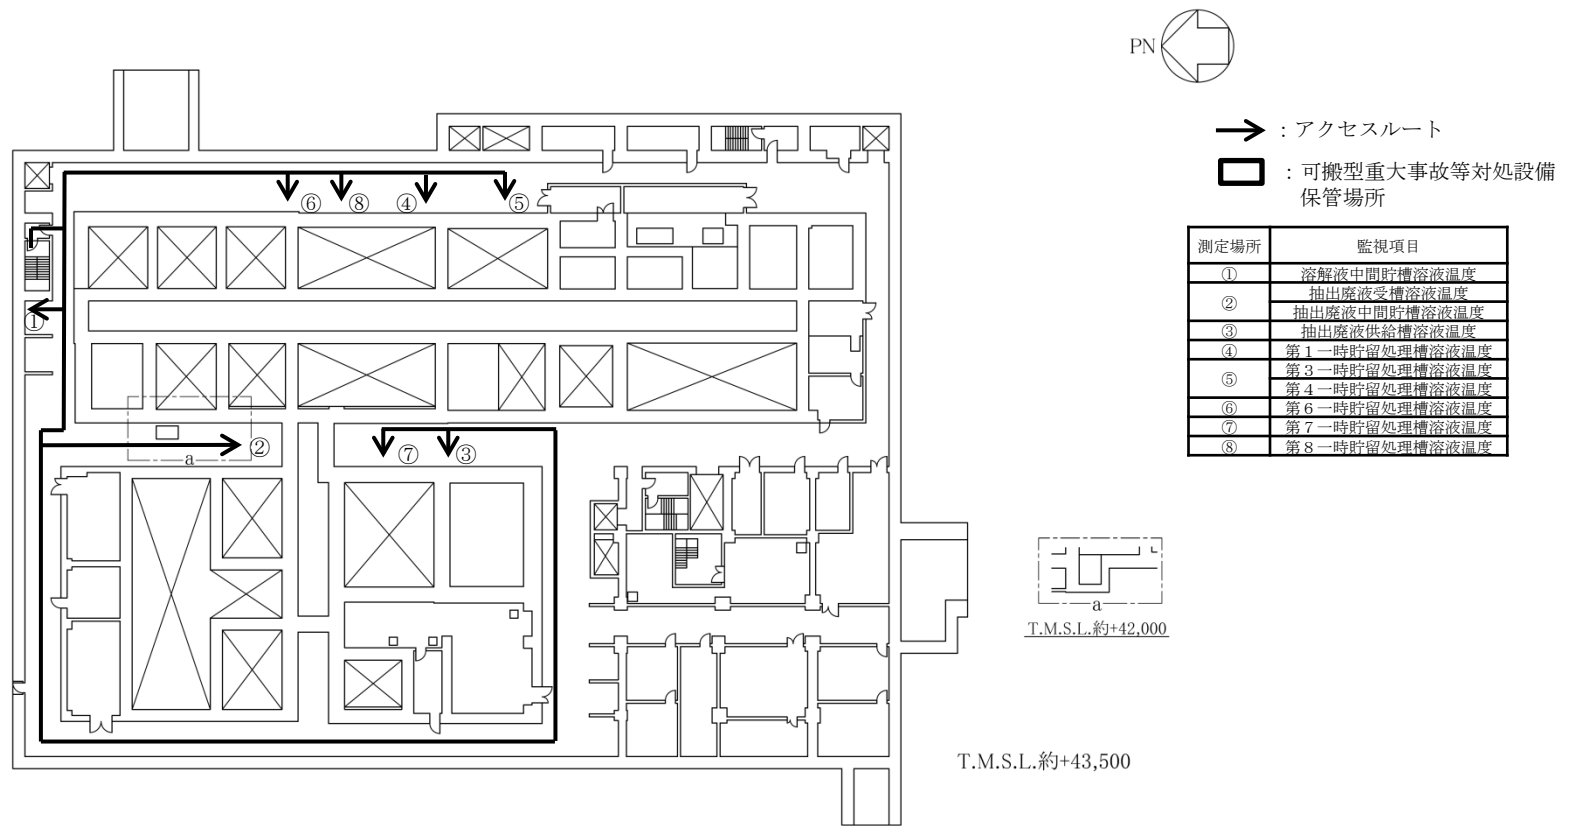 PN
：アクセスルート
：可搬型重大事故等対処設備
保管場所
測定場所 監視項目
① 溶解液中間貯槽溶液温度
② 抽出廃液受槽溶液温度
抽出廃液中間貯槽溶液温度
③ 抽出廃液供給槽溶液温度
④ 第１一時貯留処理槽溶液温度
⑤ 第３一時貯留処理槽溶液温度
第４一時貯留処理槽溶液温度
⑥ 第６一時貯留処理槽溶液温度
⑦ 第７一時貯留処理槽溶液温度
⑧ 第８一時貯留処理槽溶液温度
⑥ ⑧ ④ ⑤
①
② ⑦ ③
a
a
T.M.S.L.約+42,000
T.M.S.L.約+43,500